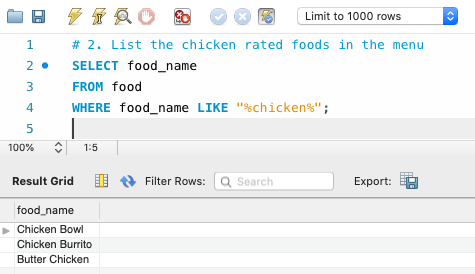 Limit to 1000 rows
1 # 2. List the chicken rated foods in the menu
2 SELECT food_name
3 FROM food
4 WHERE food_name LIKE "%chicken%";
5
100% 1:5
Result Grid Filter Rows: Search Export:
food_name
Chicken Bowl
Chicken Burrito
Butter Chicken